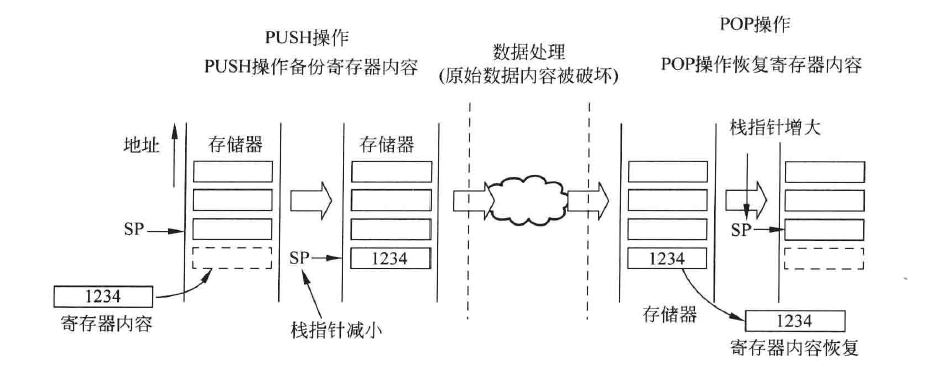 PUSH操作
PUSH操作备份寄存器内容
数据处理
(原始数据内容被破坏)
POP操作
POP操作恢复寄存器内容
地址
存储器
存储器
栈指针增大
SP
SP
1234
1234
SP
1234
寄存器内容
栈指针减小
存储器
1234
寄存器内容恢复